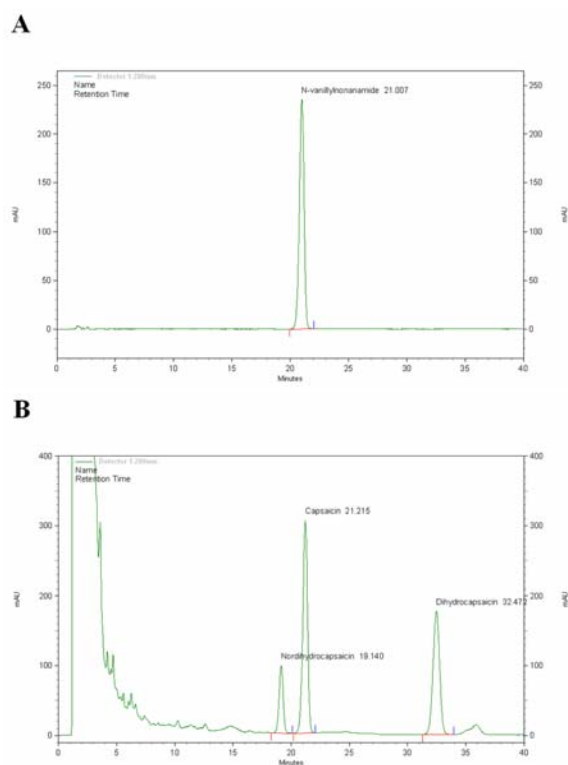 A
Name
Retention Time
N-vanillylnonanamide 21.007
250
200
150
100
50
0
mAU
250
200
150
100
50
0
mAU
0 5 10 15 20 25 30 35 40
Minutes
B
Name
Retention Time
Capsaicin 21.215
Dihydrocapsaicin 32.473
Nordihydrocapsaicin 19.140
400
300
200
100
0
mAU
400
300
200
100
0
mAU
0 5 10 15 20 25 30 35 40
Minutes